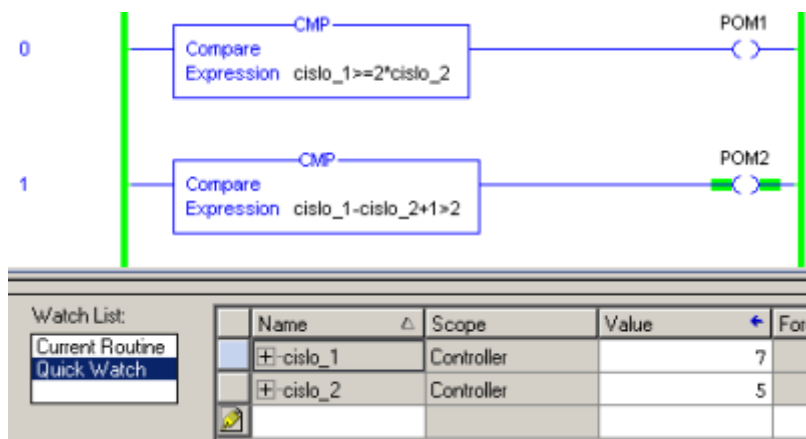 CMP
POM1
0
Compare
Expression cislo_1>=2*cislo_2
CMP
POM2
1
Compare
Expression cislo_1-cislo_2+1>2
Watch List:
Current Routine
Quick Watch
Name Scope Value For
cislo_1 Controller 7
cislo_2 Controller 5